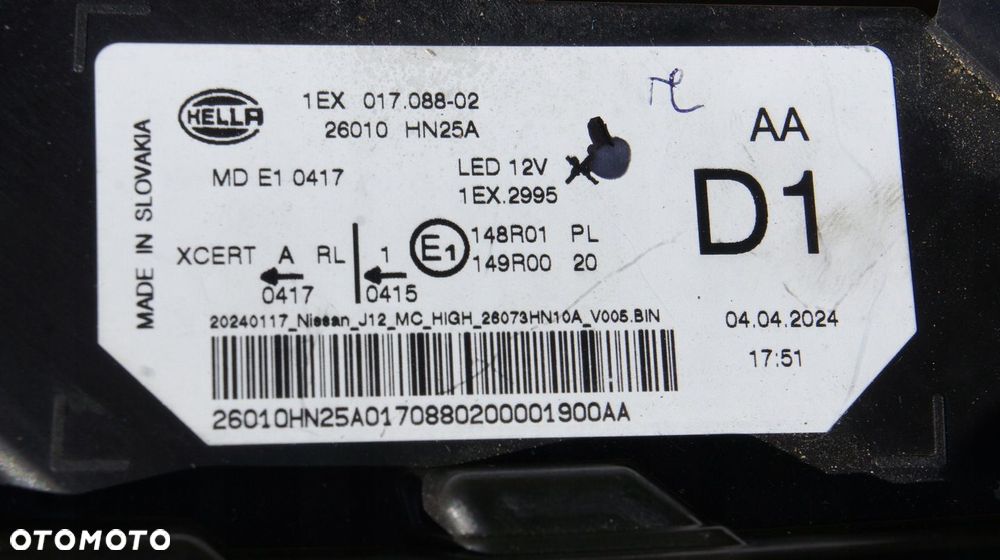 MADE IN SLOVAKIA
HELLA
1EX 017.088-02
26010 HN25A
AA
MD E1 0417
LED 12V
1EX.2995
D1
XCERT A RL 1
E1
148R01 PL
149R00 20
0417 0415
20240117_Nissan_J12_MC_HIGH_26073HN10A_V005.BIN
04.04.2024
17:51
26010HN25A0170880200001900AA
OTOMOTO